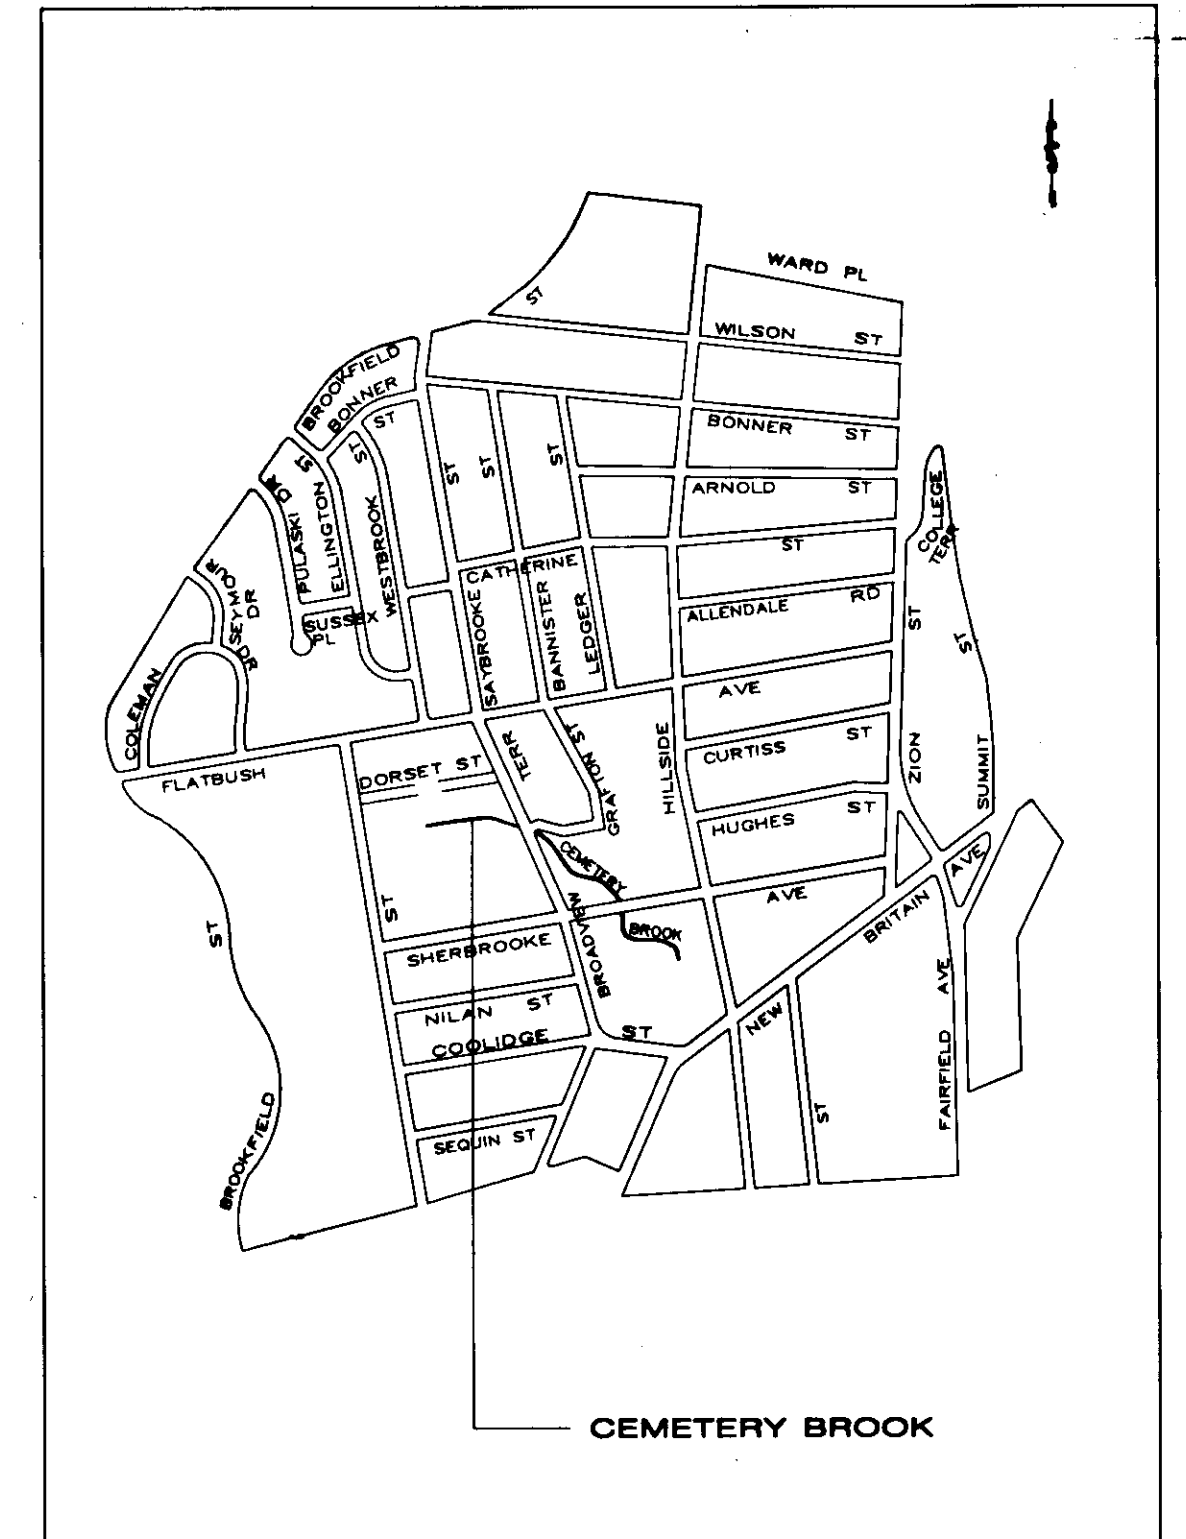 WARD PL
ST
WILSON ST
BROOKFIELD
BONNER ST
BONNER ST
ST
ST
ST
ST
ST
ARNOLD ST
PULASKI DR
ELLINGTON
ST
WESTBROOK
COLLEGE TERR
ST
CATHERINE
SEYMOUR DR
DR
SUSSEX PL
SAYBROOKE
BANNISTER
LEDGER
ALLENDALE RD
ST
ST
COLEMAN
FLATBUSH
AVE
DORSET ST
TERR
GRAFTON ST
HILLSIDE
CURTISS ST
ZION
SUMMIT
HUGHES ST
CEMETERY
BROOK
AVE
AVE
BRITAIN
NEW
ST
ST
SHERBROOKE
BROADVIEW
NILAN ST
COOLIDGE
ST
FAIRFIELD AVE
ST
SEQUIN ST
BROOKFIELD
CEMETERY BROOK